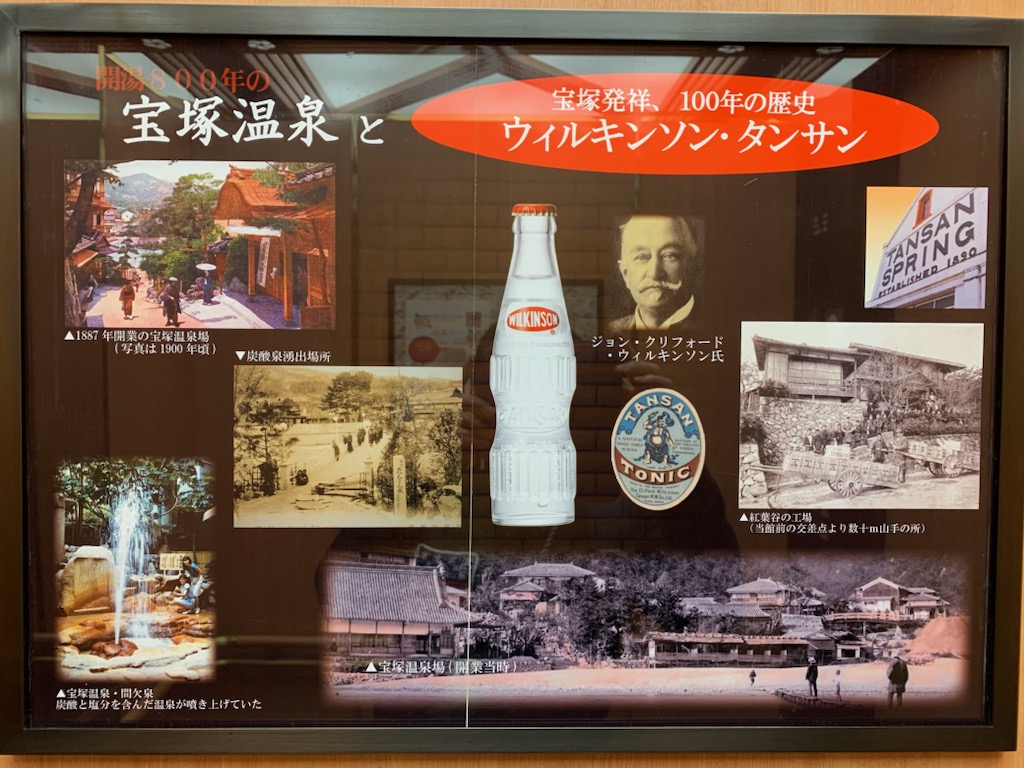 開湯８００年の
宝塚温泉と
宝塚発祥、100年の歴史
ウィルキンソン・タンサン
▲1887年開業の宝塚温泉場
(写真は1900年頃)
▼炭酸泉湧出場所
WILKINSON
ジョン・クリフォード
・ウィルキンソン氏
TANSAN
SPRING
ESTABLISHED 1890
TANSAN
TONIC
▲紅葉谷の工場
(当館前の交差点より数十m山手の所)
▲宝塚温泉場(開業当時)
▲宝塚温泉・間欠泉
炭酸と塩分を含んだ温泉が噴き上げていた